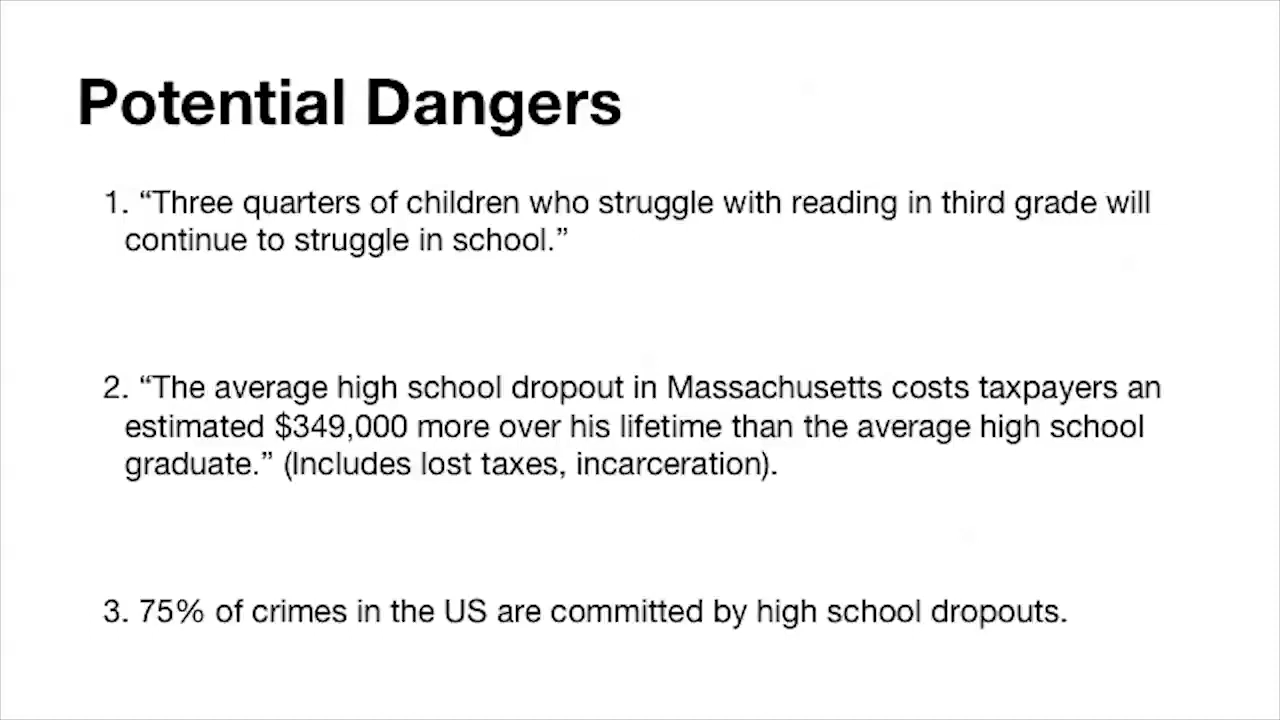 Potential Dangers
1. “Three quarters of children who struggle with reading in third grade will
continue to struggle in school.”
2. “The average high school dropout in Massachusetts costs taxpayers an
estimated $349,000 more over his lifetime than the average high school
graduate.” (Includes lost taxes, incarceration).
3. 75% of crimes in the US are committed by high school dropouts.